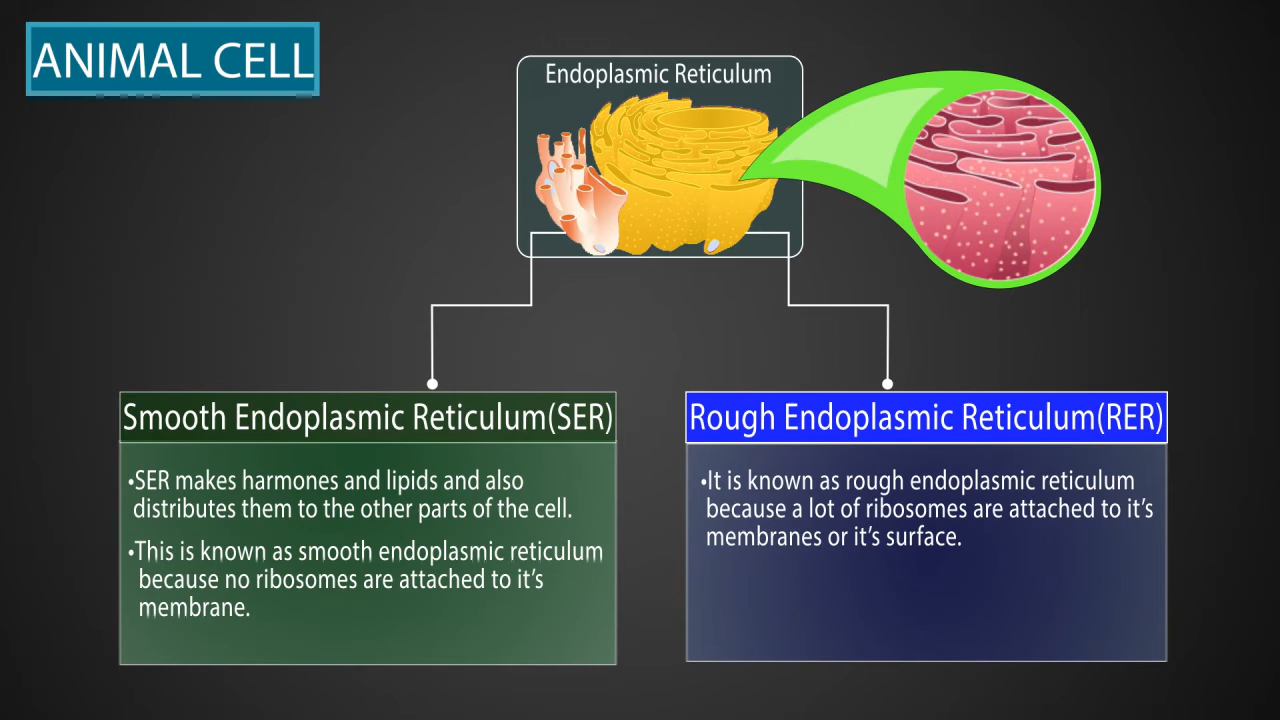 ANIMAL CELL
Endoplasmic Reticulum
Smooth Endoplasmic Reticulum(SER)
•SER makes harmones and lipids and also
distributes them to the other parts of the cell.
•This is known as smooth endoplasmic reticulum
because no ribosomes are attached to it’s
membrane.
Rough Endoplasmic Reticulum(RER)
•It is known as rough endoplasmic reticulum
because a lot of ribosomes are attached to it’s
membranes or it’s surface.